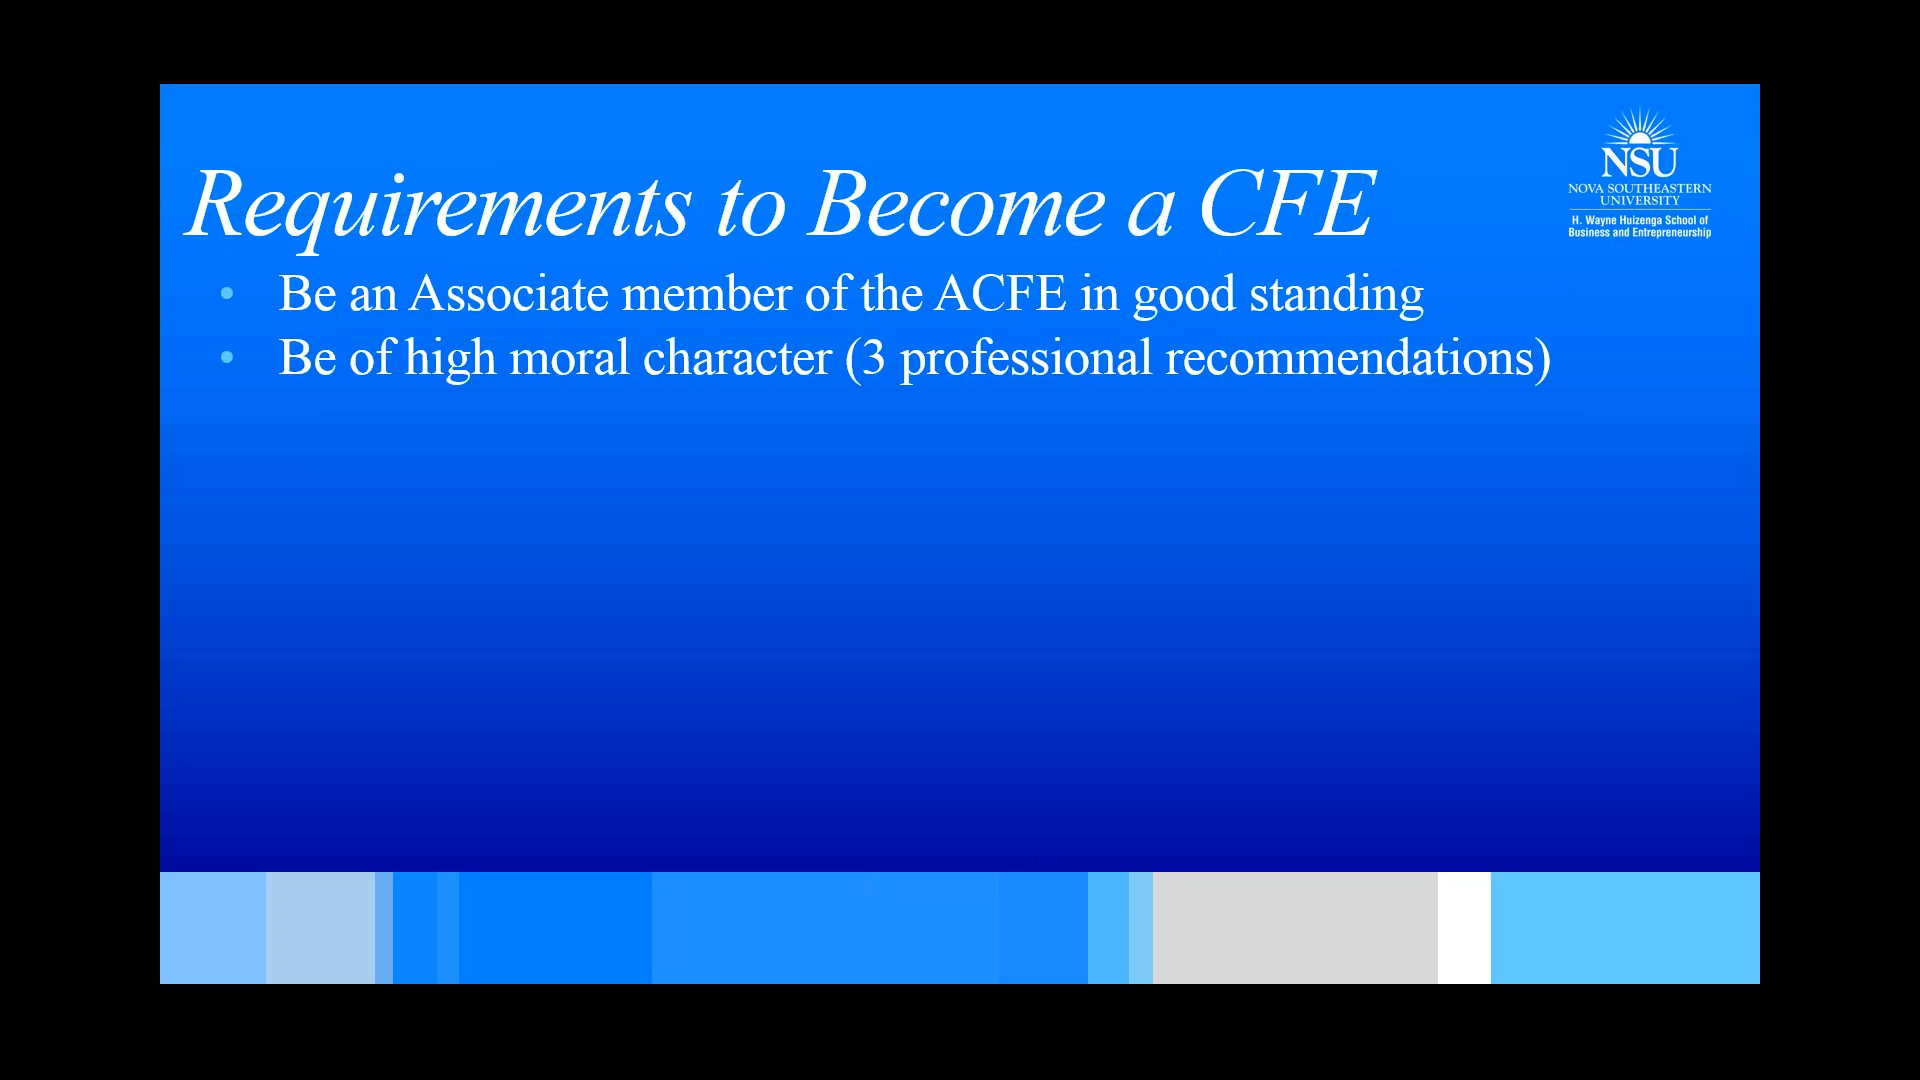 NSU
NOVA SOUTHEASTERN
UNIVERSITY
H. Wayne Huizenga School of
Business and Entrepreneurship
Requirements to Become a CFE
• Be an Associate member of the ACFE in good standing
• Be of high moral character (3 professional recommendations)